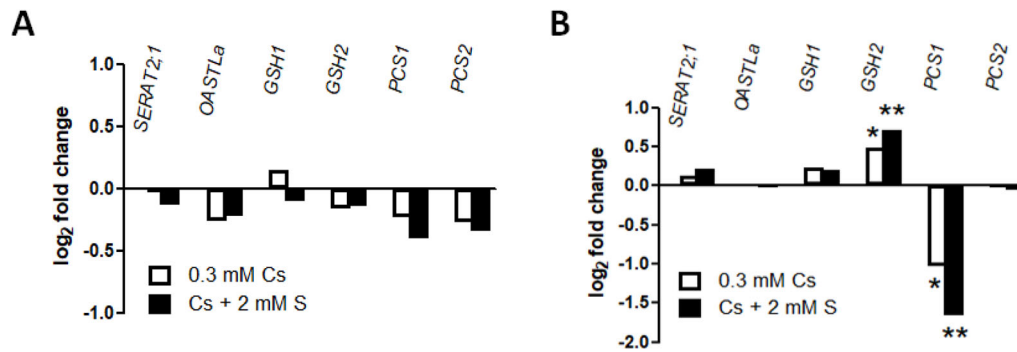 A
SERAT2;1 OASTLa GSH1 GSH2 PCS1 PCS2
1.0
0.5
0.0
-0.5
-1.0
log2 fold change
0.3 mM Cs
Cs + 2 mM S
B
SERAT2;1 OASTLa GSH1 GSH2 PCS1 PCS2
1.0
0.5
0.0
-0.5
-1.0
-1.5
-2.0
log2 fold change
* **
* **
0.3 mM Cs
Cs + 2 mM S